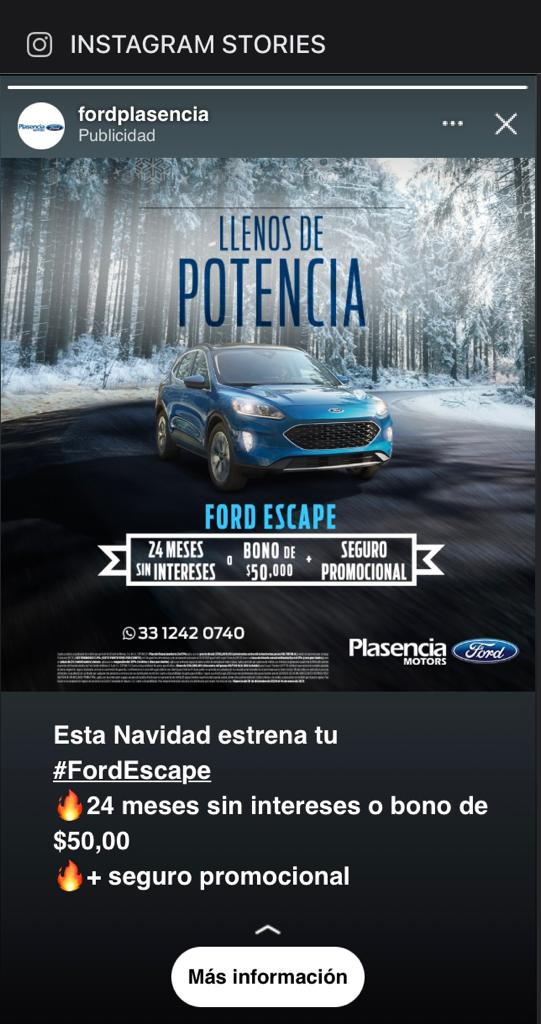 INSTAGRAM STORIES
fordplasencia
Publicidad
LLENOS DE
POTENCIA
FORD ESCAPE
24 MESES
SIN INTERESES
o
BONO DE
$50,000
+
SEGURO
PROMOCIONAL
33 1242 0740
Plasencia
MOTORS
Ford
Esta Navidad estrena tu
#FordEscape
🔥24 meses sin intereses o bono de
$50,00
🔥+ seguro promocional
Más información